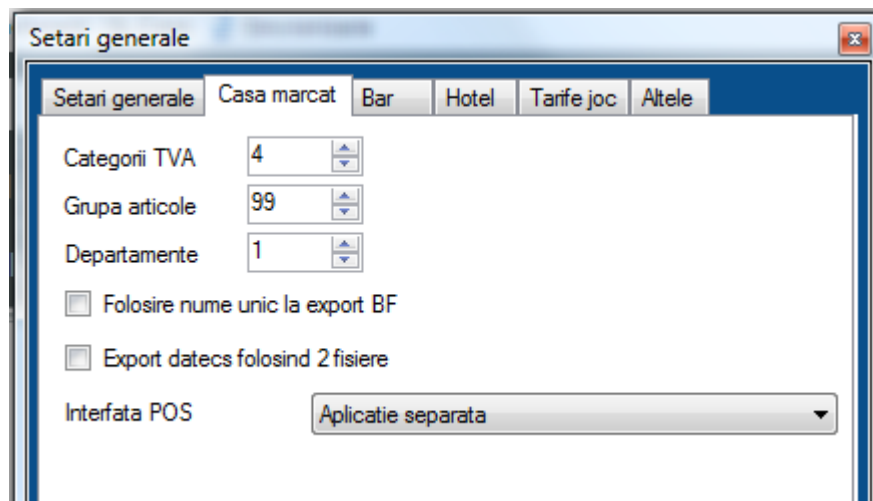 Setari generale
Setari generale Casa marcat Bar Hotel Tarife joc Altele
Categorii TVA 4
Grupa articole 99
Departamente 1
Folosire nume unic la export BF
Export datecs folosind 2 fisiere
Interfata POS Aplicatie separata